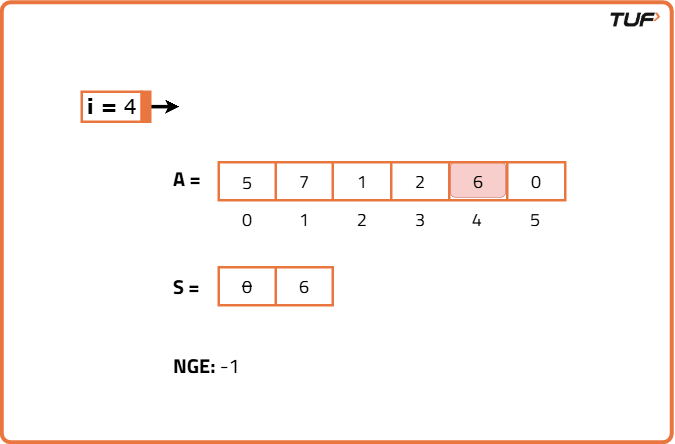 TUF
i = 4
A = 5 7 1 2 6 0
0 1 2 3 4 5
S = 0 6
NGE: -1